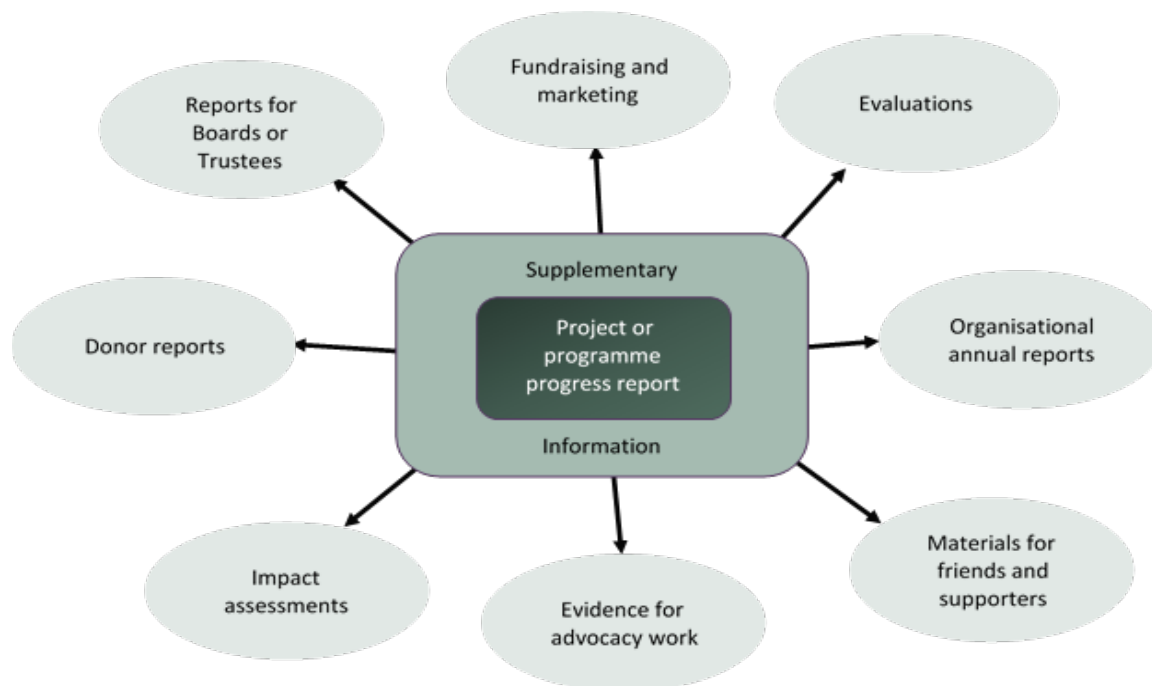 Fundraising and
marketing
Evaluations
Reports for
Boards or
Trustees
Supplementary
Project or
programme
progress report
Information
Organisational
annual reports
Donor reports
Materials for
friends and
supporters
Impact
assessments
Evidence for
advocacy work